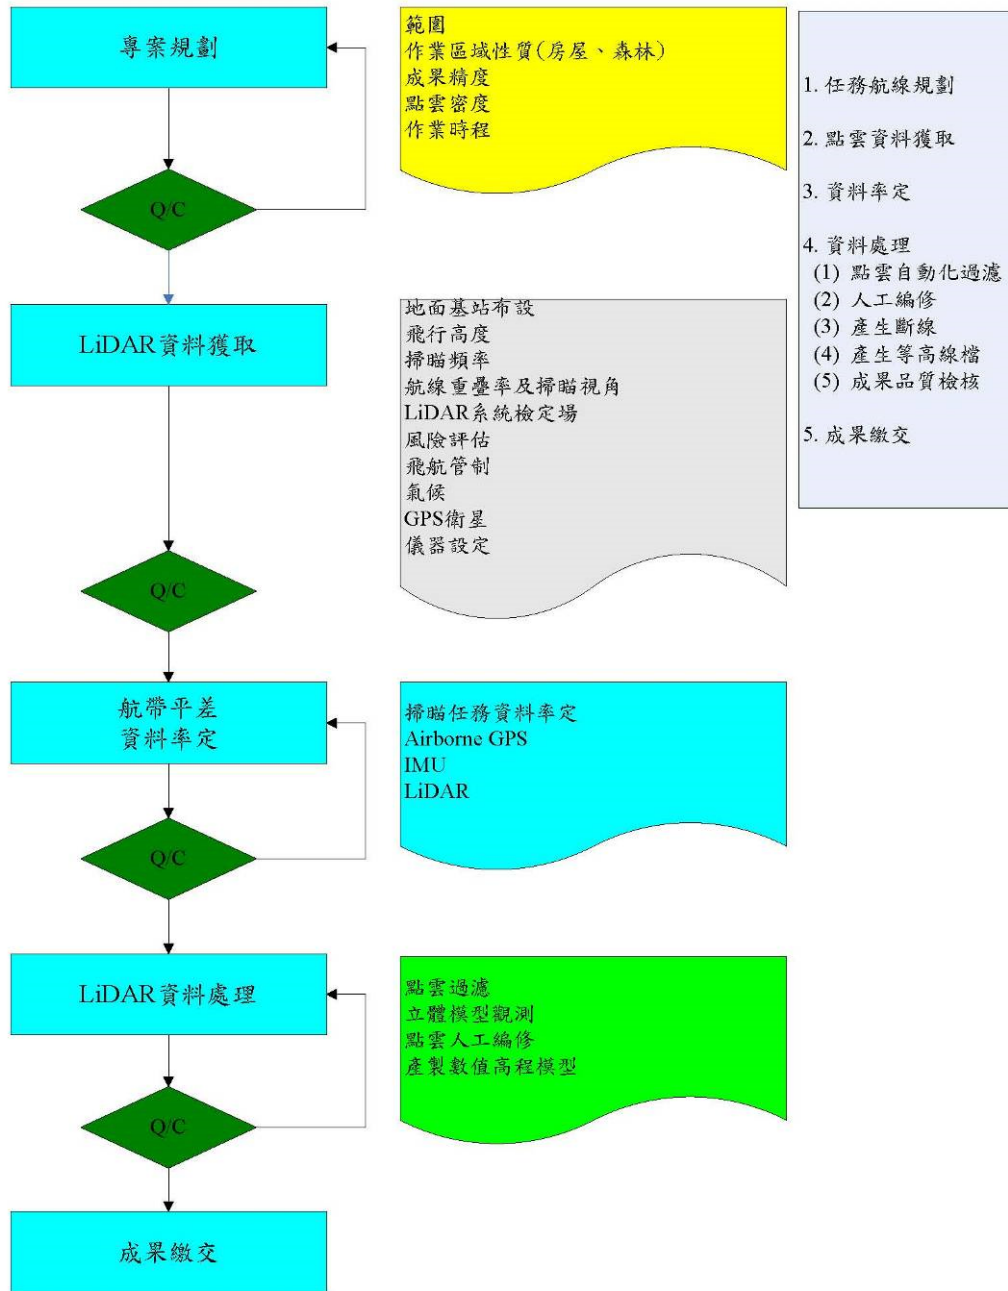 專案規劃
Q/C
LiDAR資料獲取
Q/C
航帶平差
資料率定
Q/C
LiDAR資料處理
Q/C
成果繳交
範圍
作業區域性質(房屋、森林)
成果精度
點雲密度
作業時程
地面基站布設
飛行高度
掃瞄頻率
航線重疊率及掃瞄視角
LiDAR系統檢定場
風險評估
飛航管制
氣候
GPS衛星
儀器設定
掃瞄任務資料率定
Airborne GPS
IMU
LiDAR
點雲過濾
立體模型觀測
點雲人工編修
產製數值高程模型
1. 任務航線規劃
2. 點雲資料獲取
3. 資料率定
4. 資料處理
(1) 點雲自動化過濾
(2) 人工編修
(3) 產生斷線
(4) 產生等高線檔
(5) 成果品質檢核
5. 成果繳交